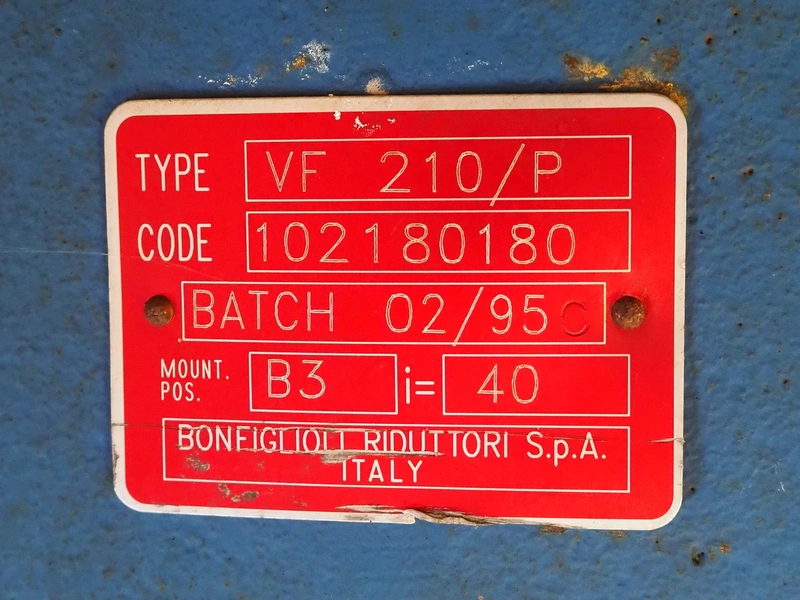 TYPE VF 210/P
CODE 102180180
BATCH 02/95 C
MOUNT. POS. B3 i= 40
BONFIGLIOLI RIDUTTORI S.p.A.
ITALY